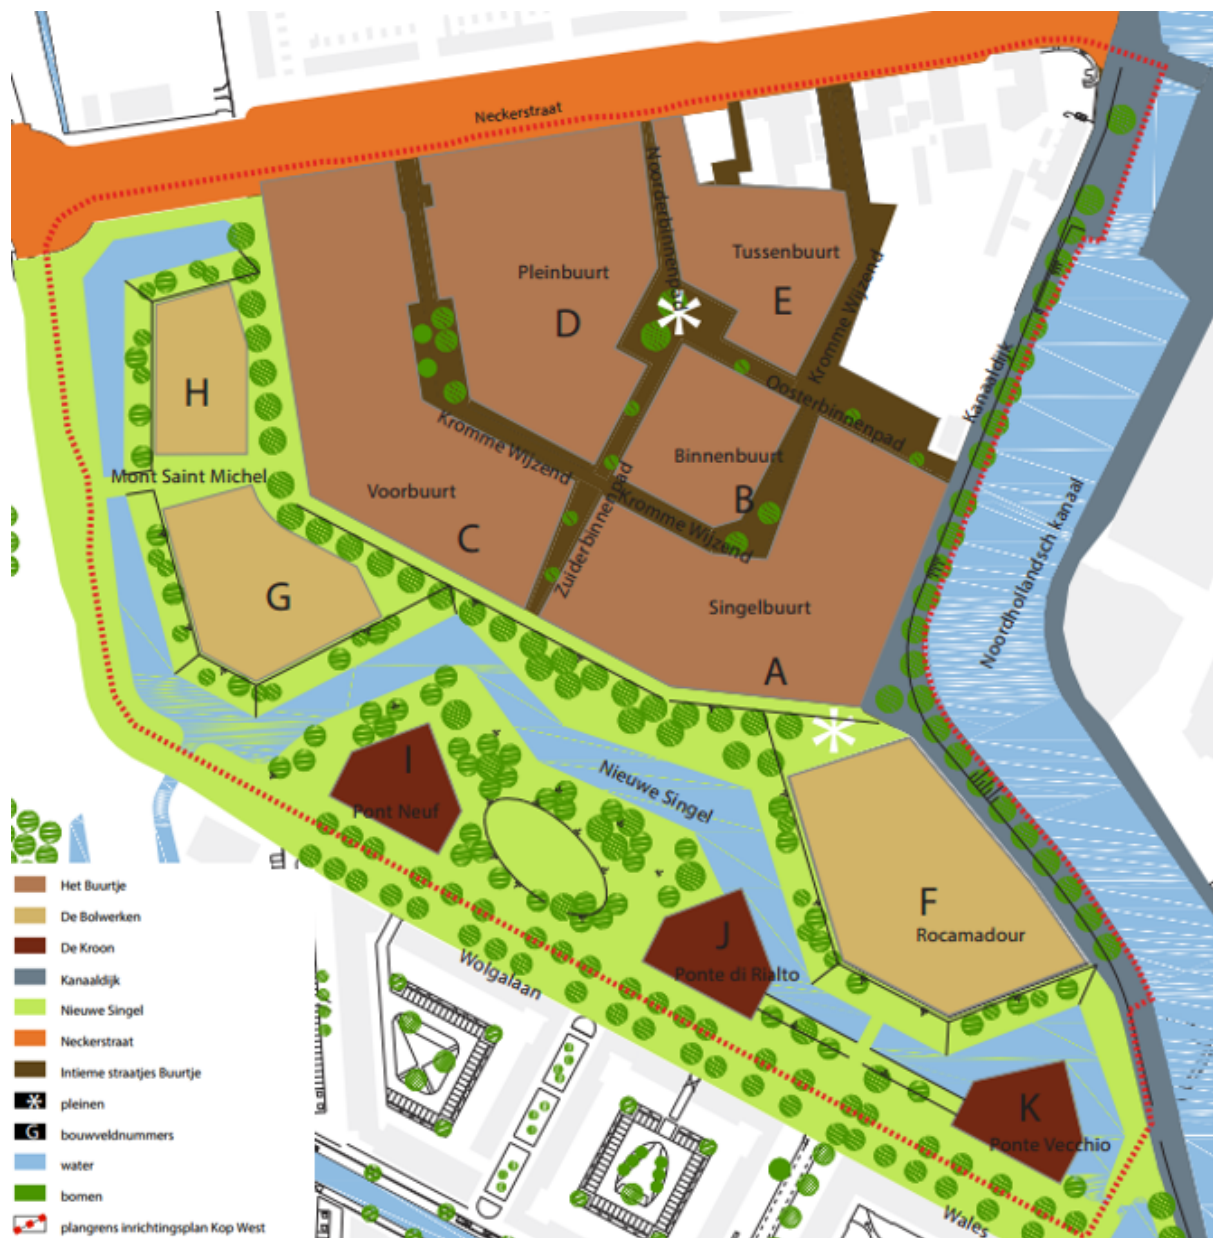 Neckerstraat
Noorderbinnenpad
Tussenbuurt
E
Pleinbuurt
D
Kromme Wijzend
Kanaaldijk
H
Oosterbinnenpad
Kromme Wijzend
Binnenbuurt
B
Mont Saint Michel
Voorbuurt
C
Kromme Wijzend
Zuiderbinnenpad
G
Singelbuurt
A
Noordhollandsch kanaal
I
Pont Neuf
Nieuwe Singel
F
Rocamadour
J
Ponte di Rialto
Wolgalaan
K
Ponte Vecchio
Wales
Het Buurtje
De Bolwerken
De Kroon
Kanaaldijk
Nieuwe Singel
Neckerstraat
Intieme straatjes Buurtje
pleinen
G bouwveldnummers
water
bomen
plangrens inrichtingsplan Kop West